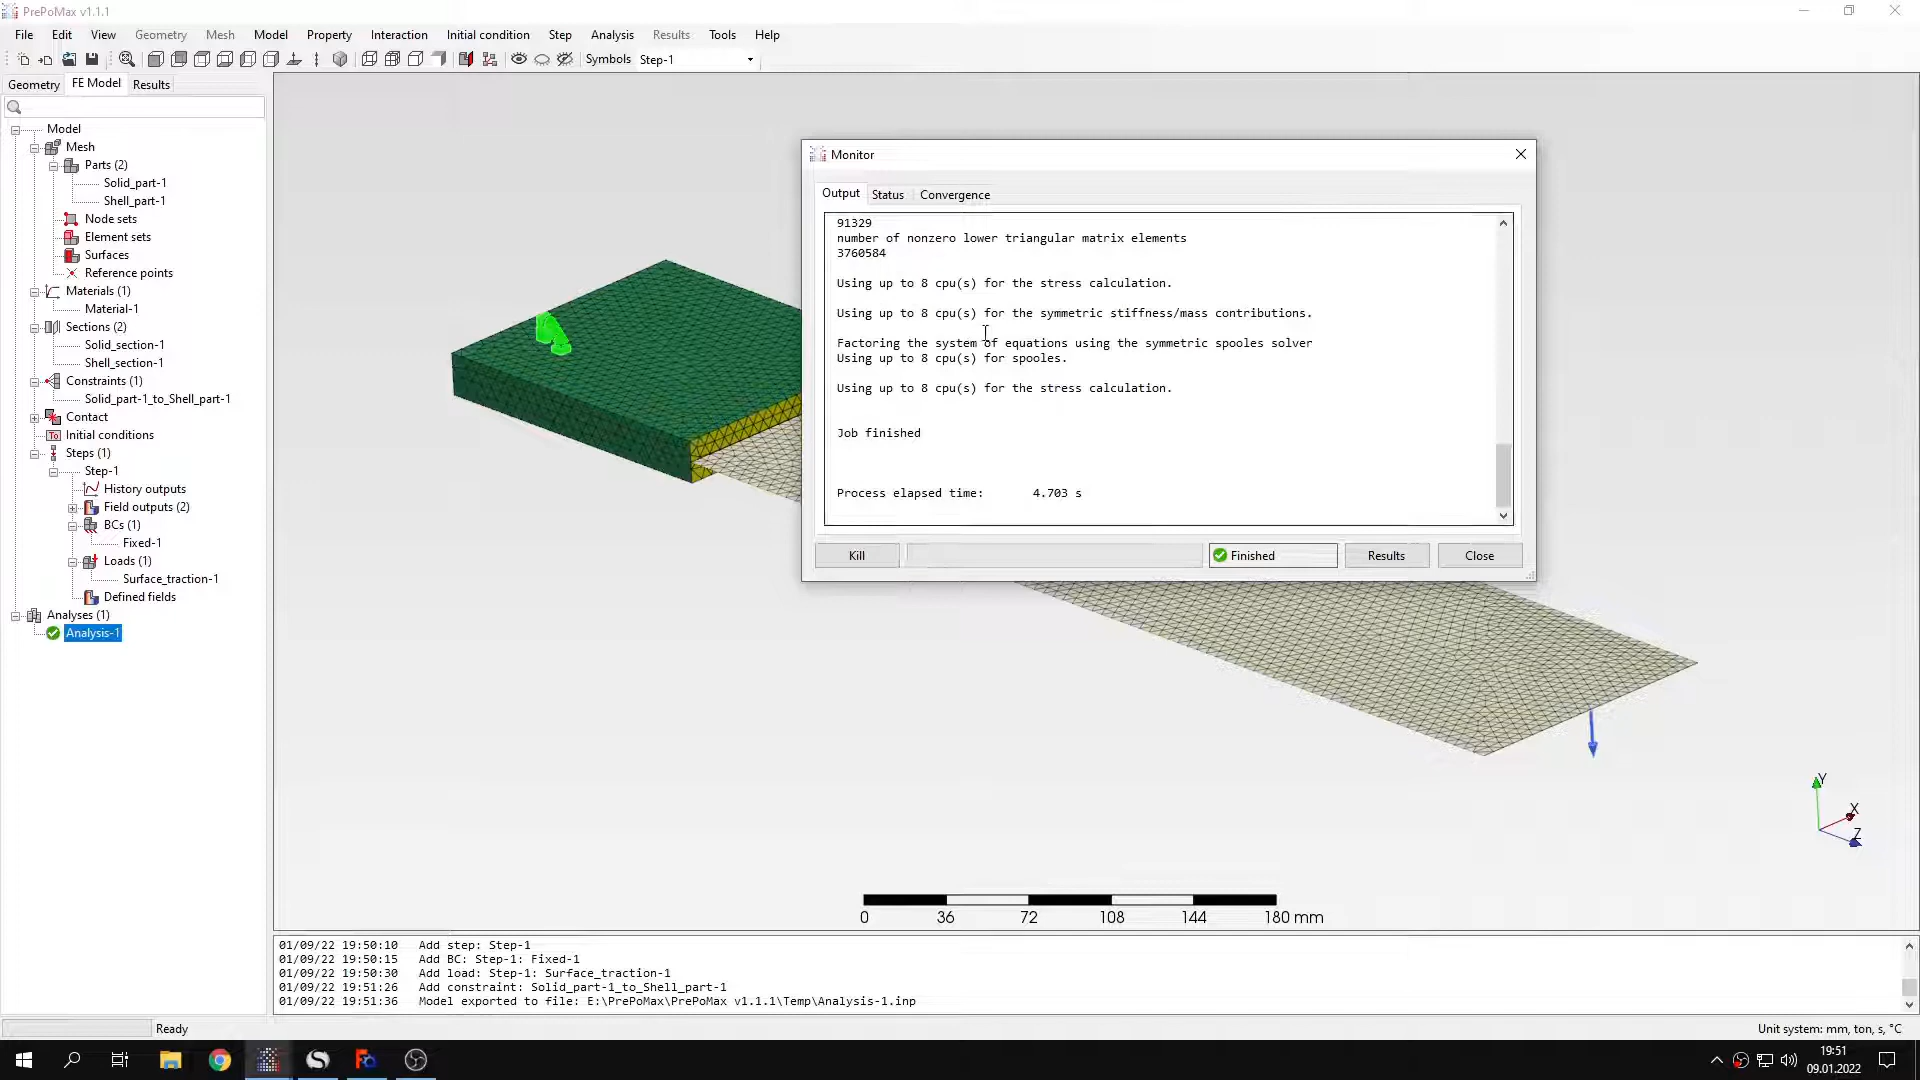 PrePoMax v1.1.1
File Edit View Geometry Mesh Model Property Interaction Initial condition Step Analysis Results Tools Help
Symbols Step-1
Geometry FE Model Results
Model
Mesh
Parts (2)
Solid_part-1
Shell_part-1
Node sets
Element sets
Surfaces
Reference points
Materials (1)
Material-1
Sections (2)
Solid_section-1
Shell_section-1
Constraints (1)
Solid_part-1_to_Shell_part-1
Contact
Initial conditions
Steps (1)
Step-1
History outputs
Field outputs (2)
BCs (1)
Fixed-1
Loads (1)
Surface_traction-1
Defined fields
Analyses (1)
Analysis-1
Monitor
Output Status Convergence
91329
number of nonzero lower triangular matrix elements
3760584
Using up to 8 cpu(s) for the stress calculation.
Using up to 8 cpu(s) for the symmetric stiffness/mass contributions.
Factoring the system of equations using the symmetric spooles solver
Using up to 8 cpu(s) for spooles.
Using up to 8 cpu(s) for the stress calculation.
Job finished
Process elapsed time: 4.703 s
Kill Finished Results Close
Y
X
Z
0 36 72 108 144 180 mm
01/09/22 19:50:10 Add step: Step-1
01/09/22 19:50:15 Add BC: Step-1: Fixed-1
01/09/22 19:50:30 Add load: Step-1: Surface_traction-1
01/09/22 19:51:26 Add constraint: Solid_part-1_to_Shell_part-1
01/09/22 19:51:36 Model exported to file: E:\PrePoMax\PrePoMax v1.1.1\Temp\Analysis-1.inp
Ready
Unit system: mm, ton, s, °C
19:51
09.01.2022